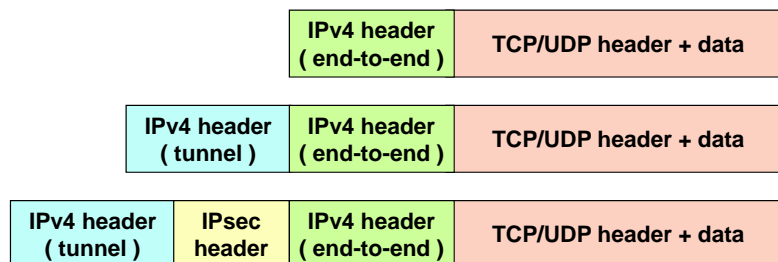 IPv4 header
( end-to-end )
TCP/UDP header + data
IPv4 header
( tunnel )
IPv4 header
( end-to-end )
TCP/UDP header + data
IPv4 header
( tunnel )
IPsec
header
IPv4 header
( end-to-end )
TCP/UDP header + data